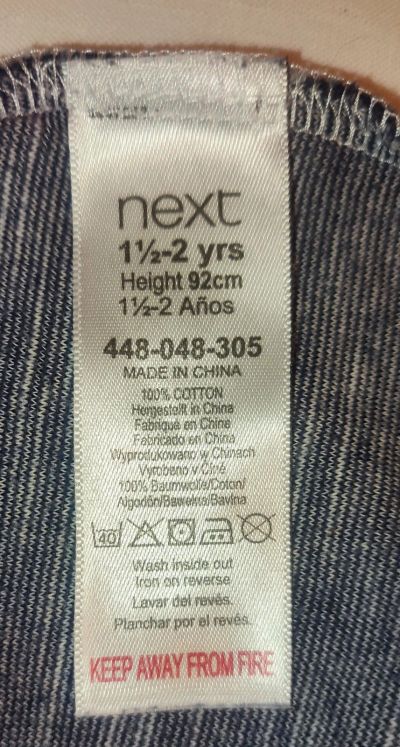 next
1½-2 yrs
Height 92cm
1½-2 Años
448-048-305
MADE IN CHINA
100% COTTON
Hergestellt in China
Fabriqué en Chine
Fabricado en China
Wyprodukowano w Chinach
Vyrobeno v Číně
100% Baumwolle/Coton/
Algodón/Bawełna/Bavlna
40
Wash inside out
Iron on reverse
Lavar del revés.
Planchar por el revés.
KEEP AWAY FROM FIRE